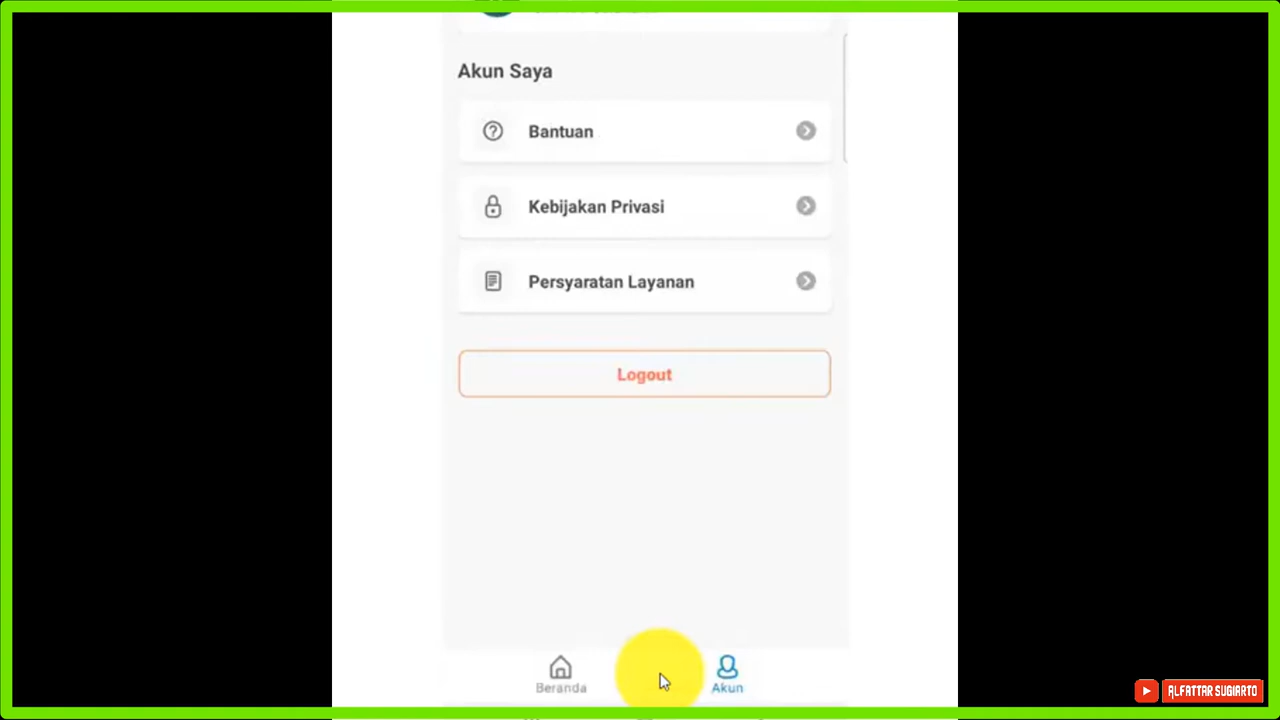 Akun Saya
Bantuan
Kebijakan Privasi
Persyaratan Layanan
Logout
Beranda
Akun
ALFATTAR SUGIARTO